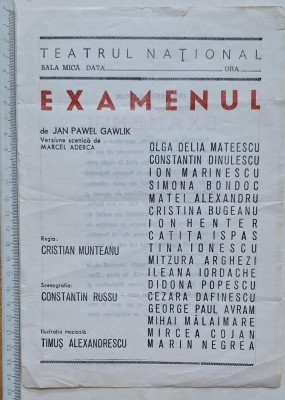 TEATRUL NAȚIONAL
SALA MICĂ DATA ORA
EXAMENUL
de JAN PAWEL GAWLIK
Versiune scenică de
MARCEL ADERCA
OLGA DELIA MATEESCU
CONSTANTIN DINULESCU
ION MARINESCU
SIMONA BONDOC
MATEI ALEXANDRU
CRISTINA BUGEANU
ION HENTER
CATIȚA ISPAS
TINA IONESCU
MITZURA ARGHEZI
ILEANA IORDACHE
DIDONA POPESCU
CEZARA DAFINESCU
GEORGE PAUL AVRAM
MIHAI MĂLAIMARE
MIRCEA COJAN
MARIN NEGREA
Regia:
CRISTIAN MUNTEANU
Scenografia:
CONSTANTIN RUSSU
Ilustrația muzicală
TIMUȘ ALEXANDRESCU